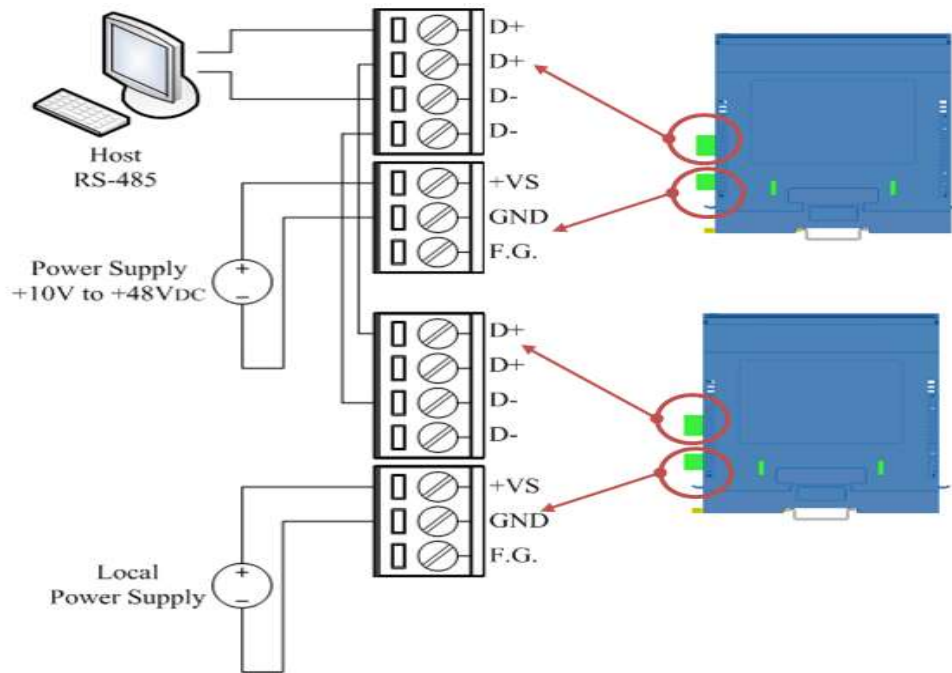 D+
D+
D-
D-
Host
RS-485
+VS
GND
F.G.
Power Supply
+10V to +48VDC
D+
D+
D-
D-
+VS
GND
F.G.
Local
Power Supply